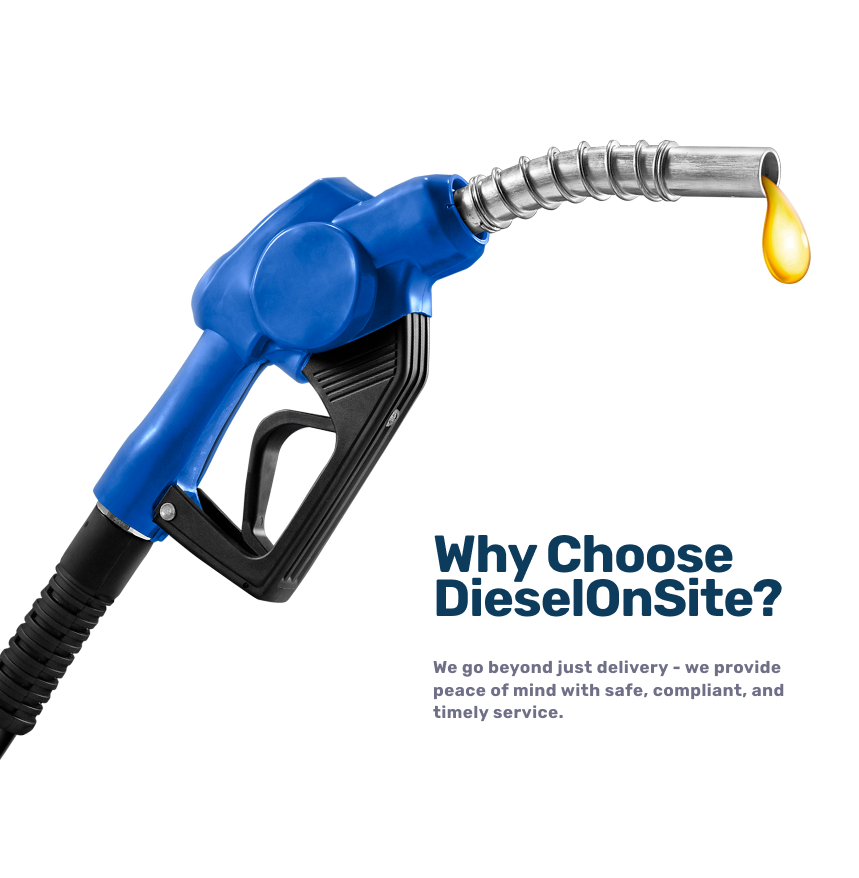 Why Choose
DieselOnSite?
We go beyond just delivery - we provide
peace of mind with safe, compliant, and
timely service.